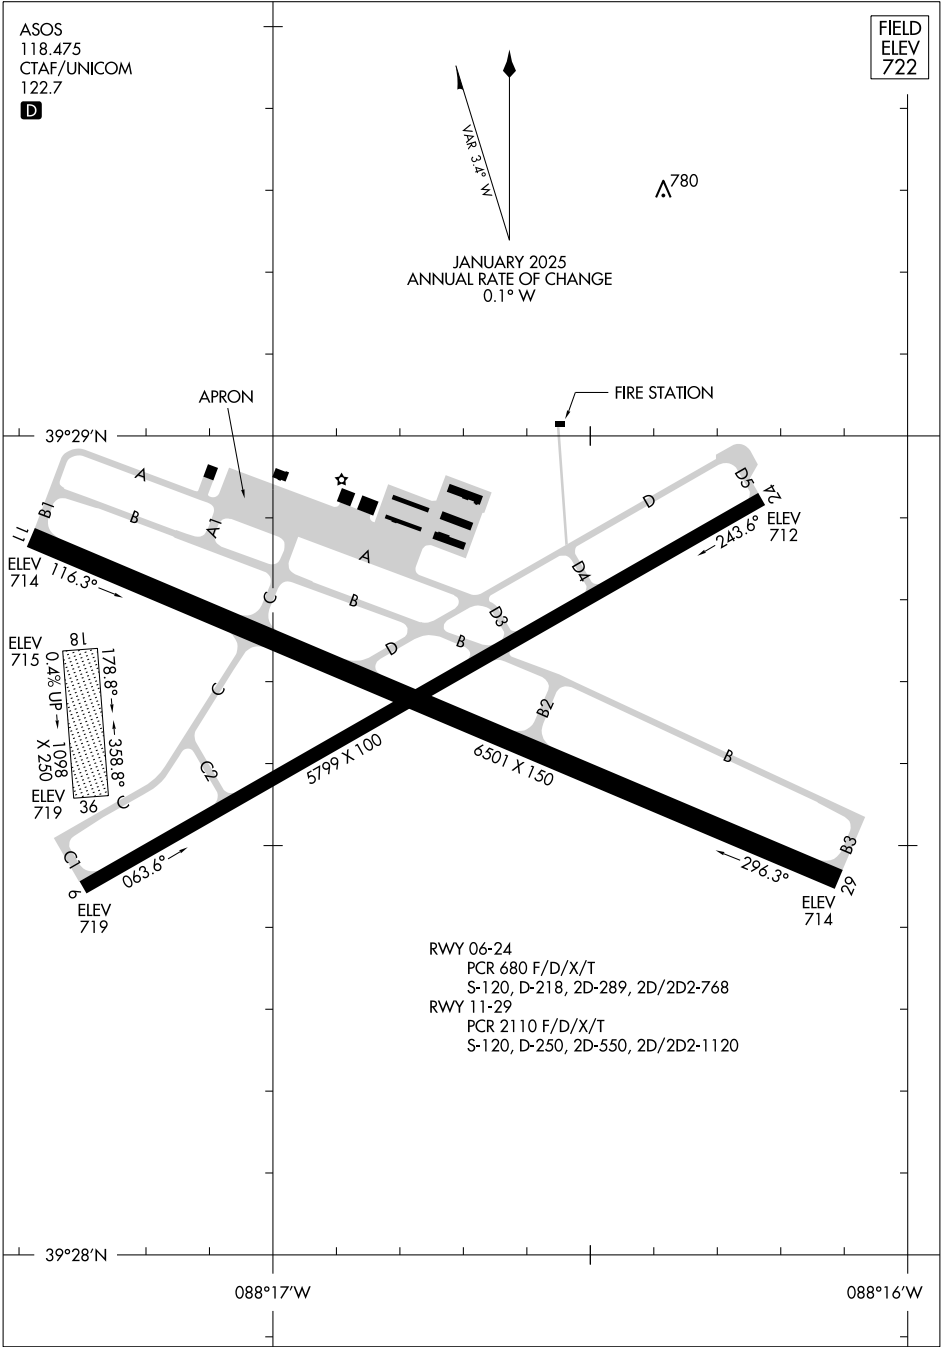 ASOS
118.475
CTAF/UNICOM
122.7
D
FIELD
ELEV
722
VAR 3.4° W
780
JANUARY 2025
ANNUAL RATE OF CHANGE
0.1° W
APRON
FIRE STATION
39°29'N
A
B
B1
A1
11
ELEV
714
116.3°
D
D5
24
ELEV
712
243.6°
A
D4
C
B
D3
D
B
ELEV
715
18
178.8°
358.8°
0.4% UP
1098
X 250
ELEV
719
36
C
C2
C
C1
6
ELEV
719
063.6°
5799 X 100
6501 X 150
B2
B
B3
29
296.3°
ELEV
714
RWY 06-24
PCR 680 F/D/X/T
S-120, D-218, 2D-289, 2D/2D2-768
RWY 11-29
PCR 2110 F/D/X/T
S-120, D-250, 2D-550, 2D/2D2-1120
39°28'N
088°17'W
088°16'W